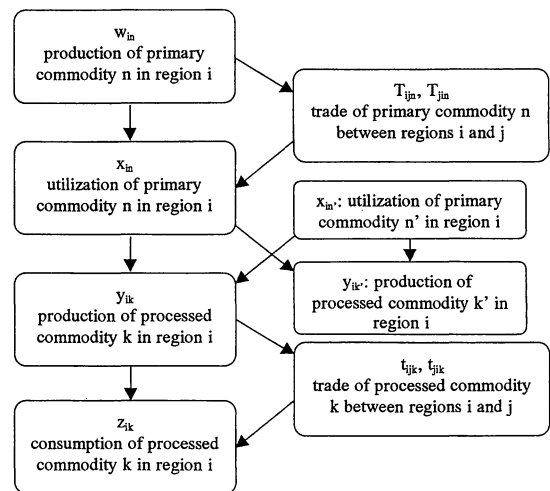 w_in
production of primary
commodity n in region i
T_ijn, T_jin
trade of primary commodity n
between regions i and j
x_in
utilization of primary
commodity n in region i
x_in': utilization of primary
commodity n' in region i
y_ik
production of processed
commodity k in region i
y_ik': production of
processed commodity k' in
region i
t_ijk, t_jik
trade of processed commodity
k between regions i and j
z_ik
consumption of processed
commodity k in region i